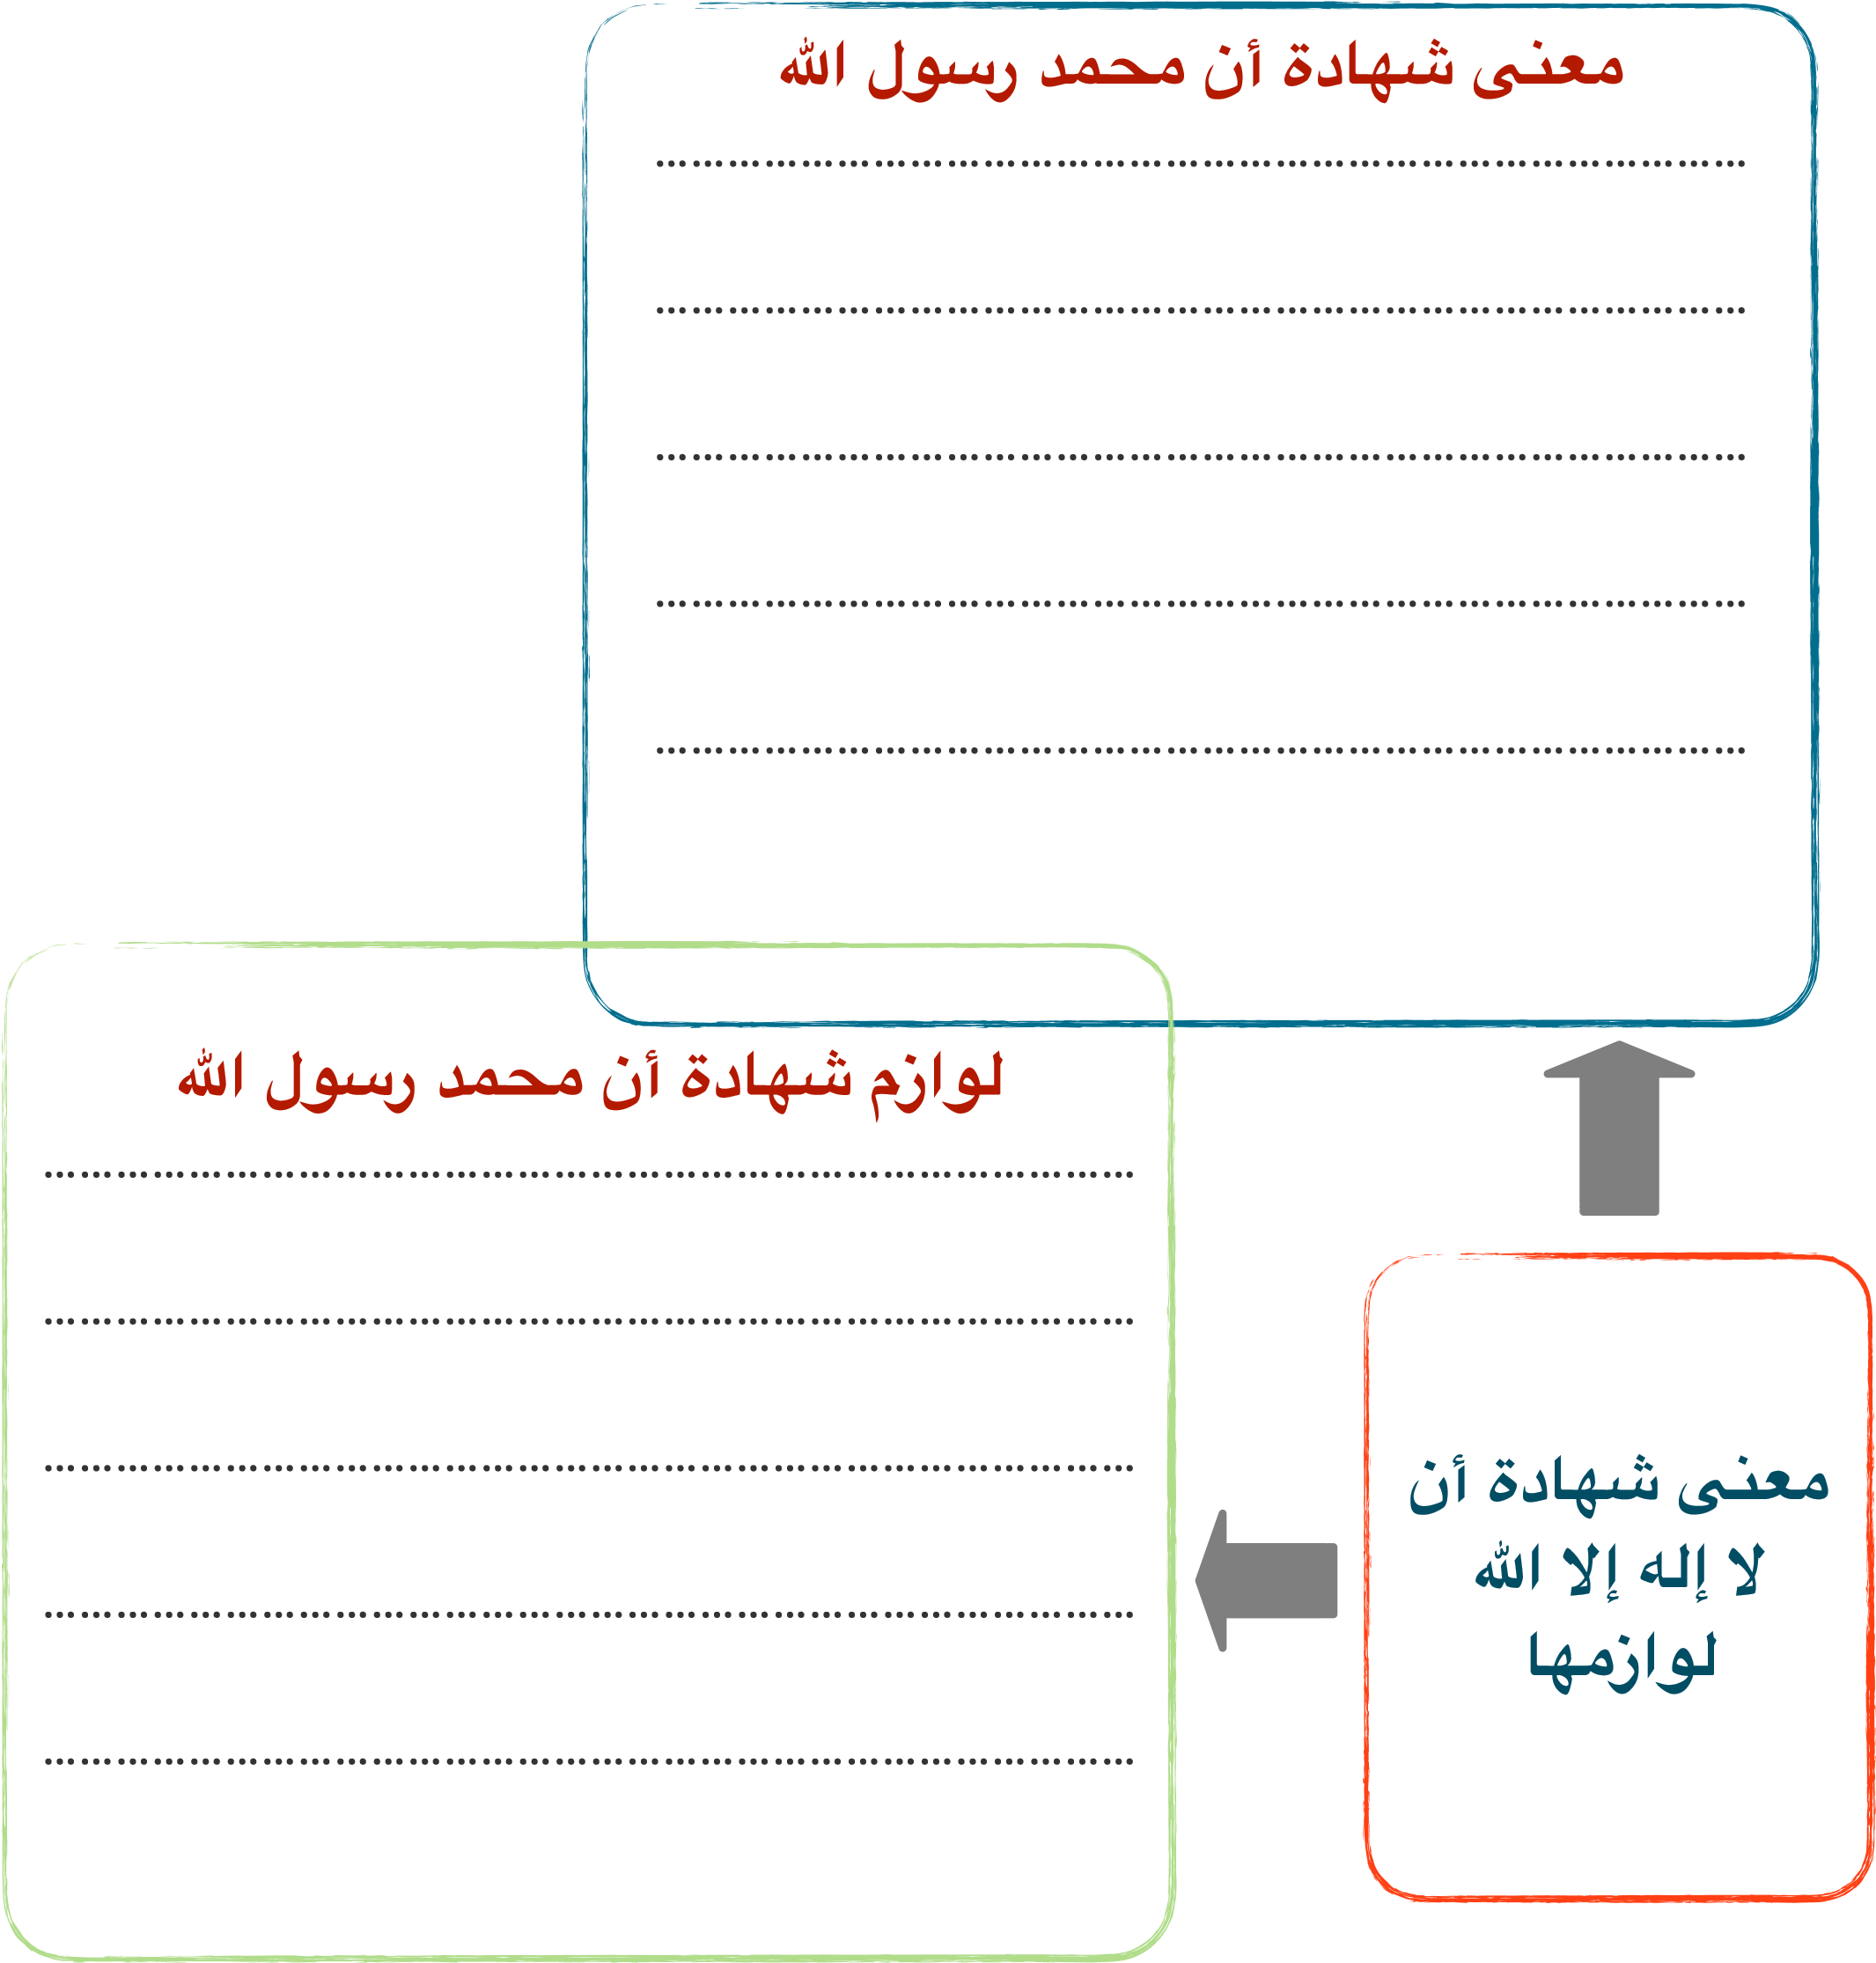 معنى شهادة أن محمد رسول الله
لوازم شهادة أن محمد رسول الله
معنى شهادة أن
لا إله إلا الله
لوازمها